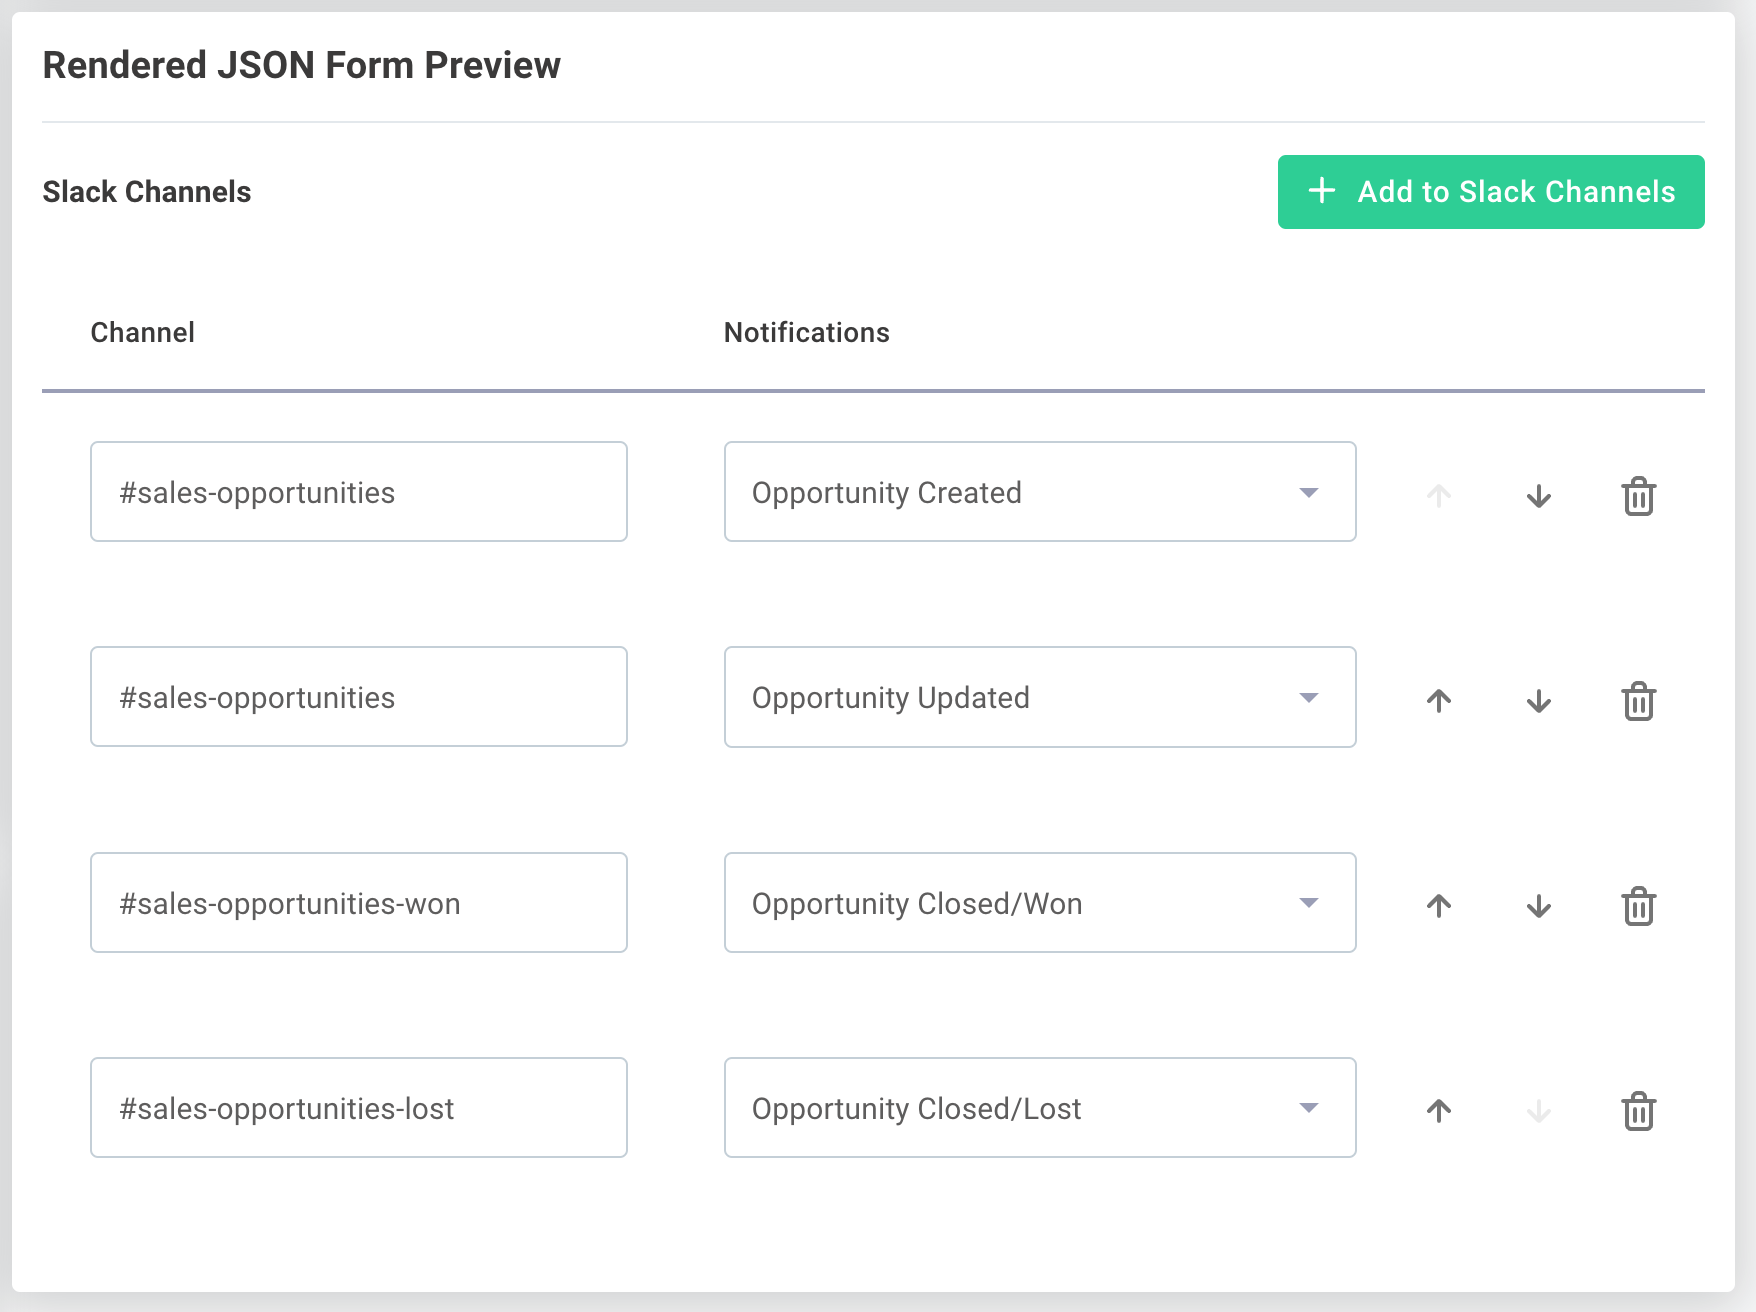 Rendered JSON Form Preview
Slack Channels
Add to Slack Channels
Channel Notifications
#sales-opportunities Opportunity Created
#sales-opportunities Opportunity Updated
#sales-opportunities-won Opportunity Closed/Won
#sales-opportunities-lost Opportunity Closed/Lost